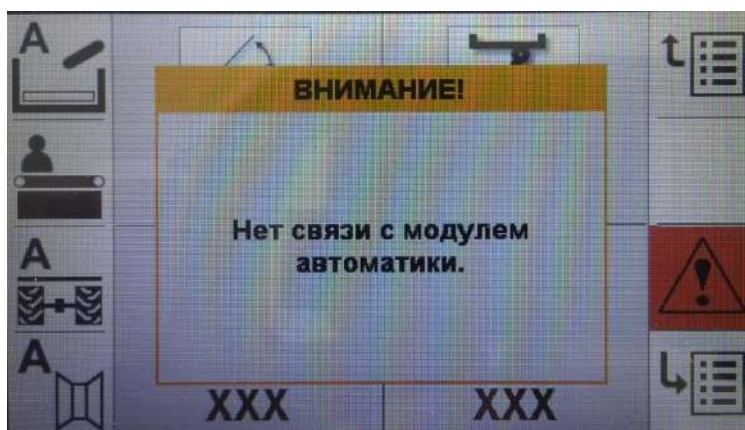 A
ВНИМАНИЕ!
Нет связи с модулем
автоматики.
A
A
XXX
XXX